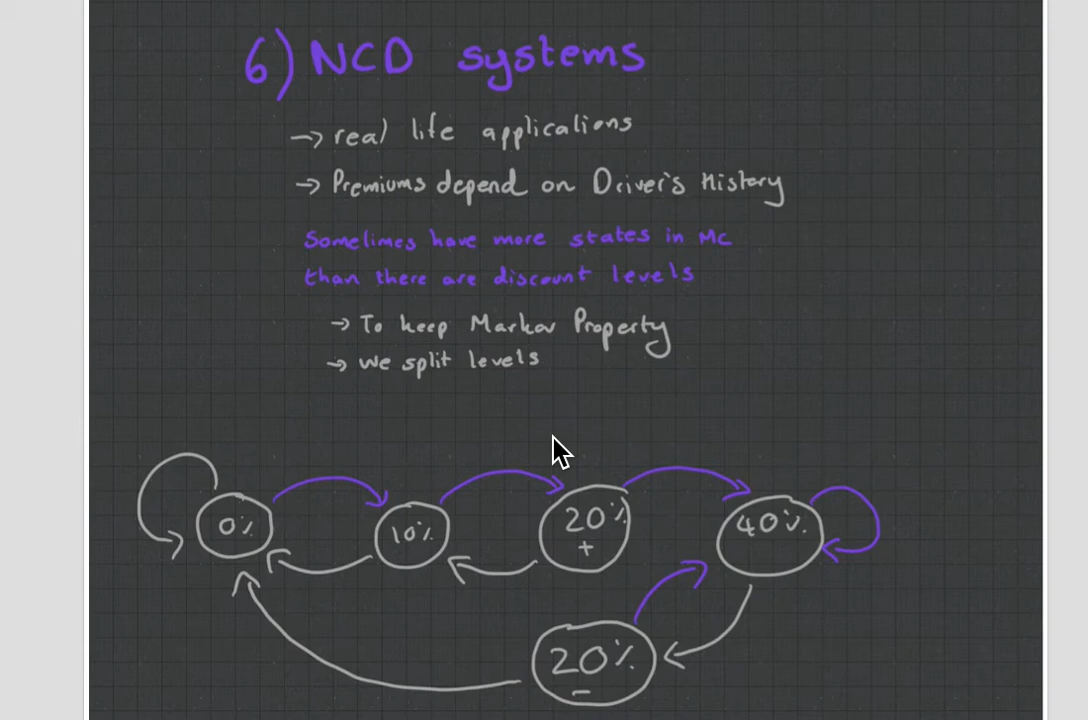 6) NCD systems
→ real life applications
→ Premiums depend on Driver's History
Sometimes have more states in MC
than there are discount levels
→ To keep Markov Property
→ we split levels
0%
10%
20%
+
40%
20%
-